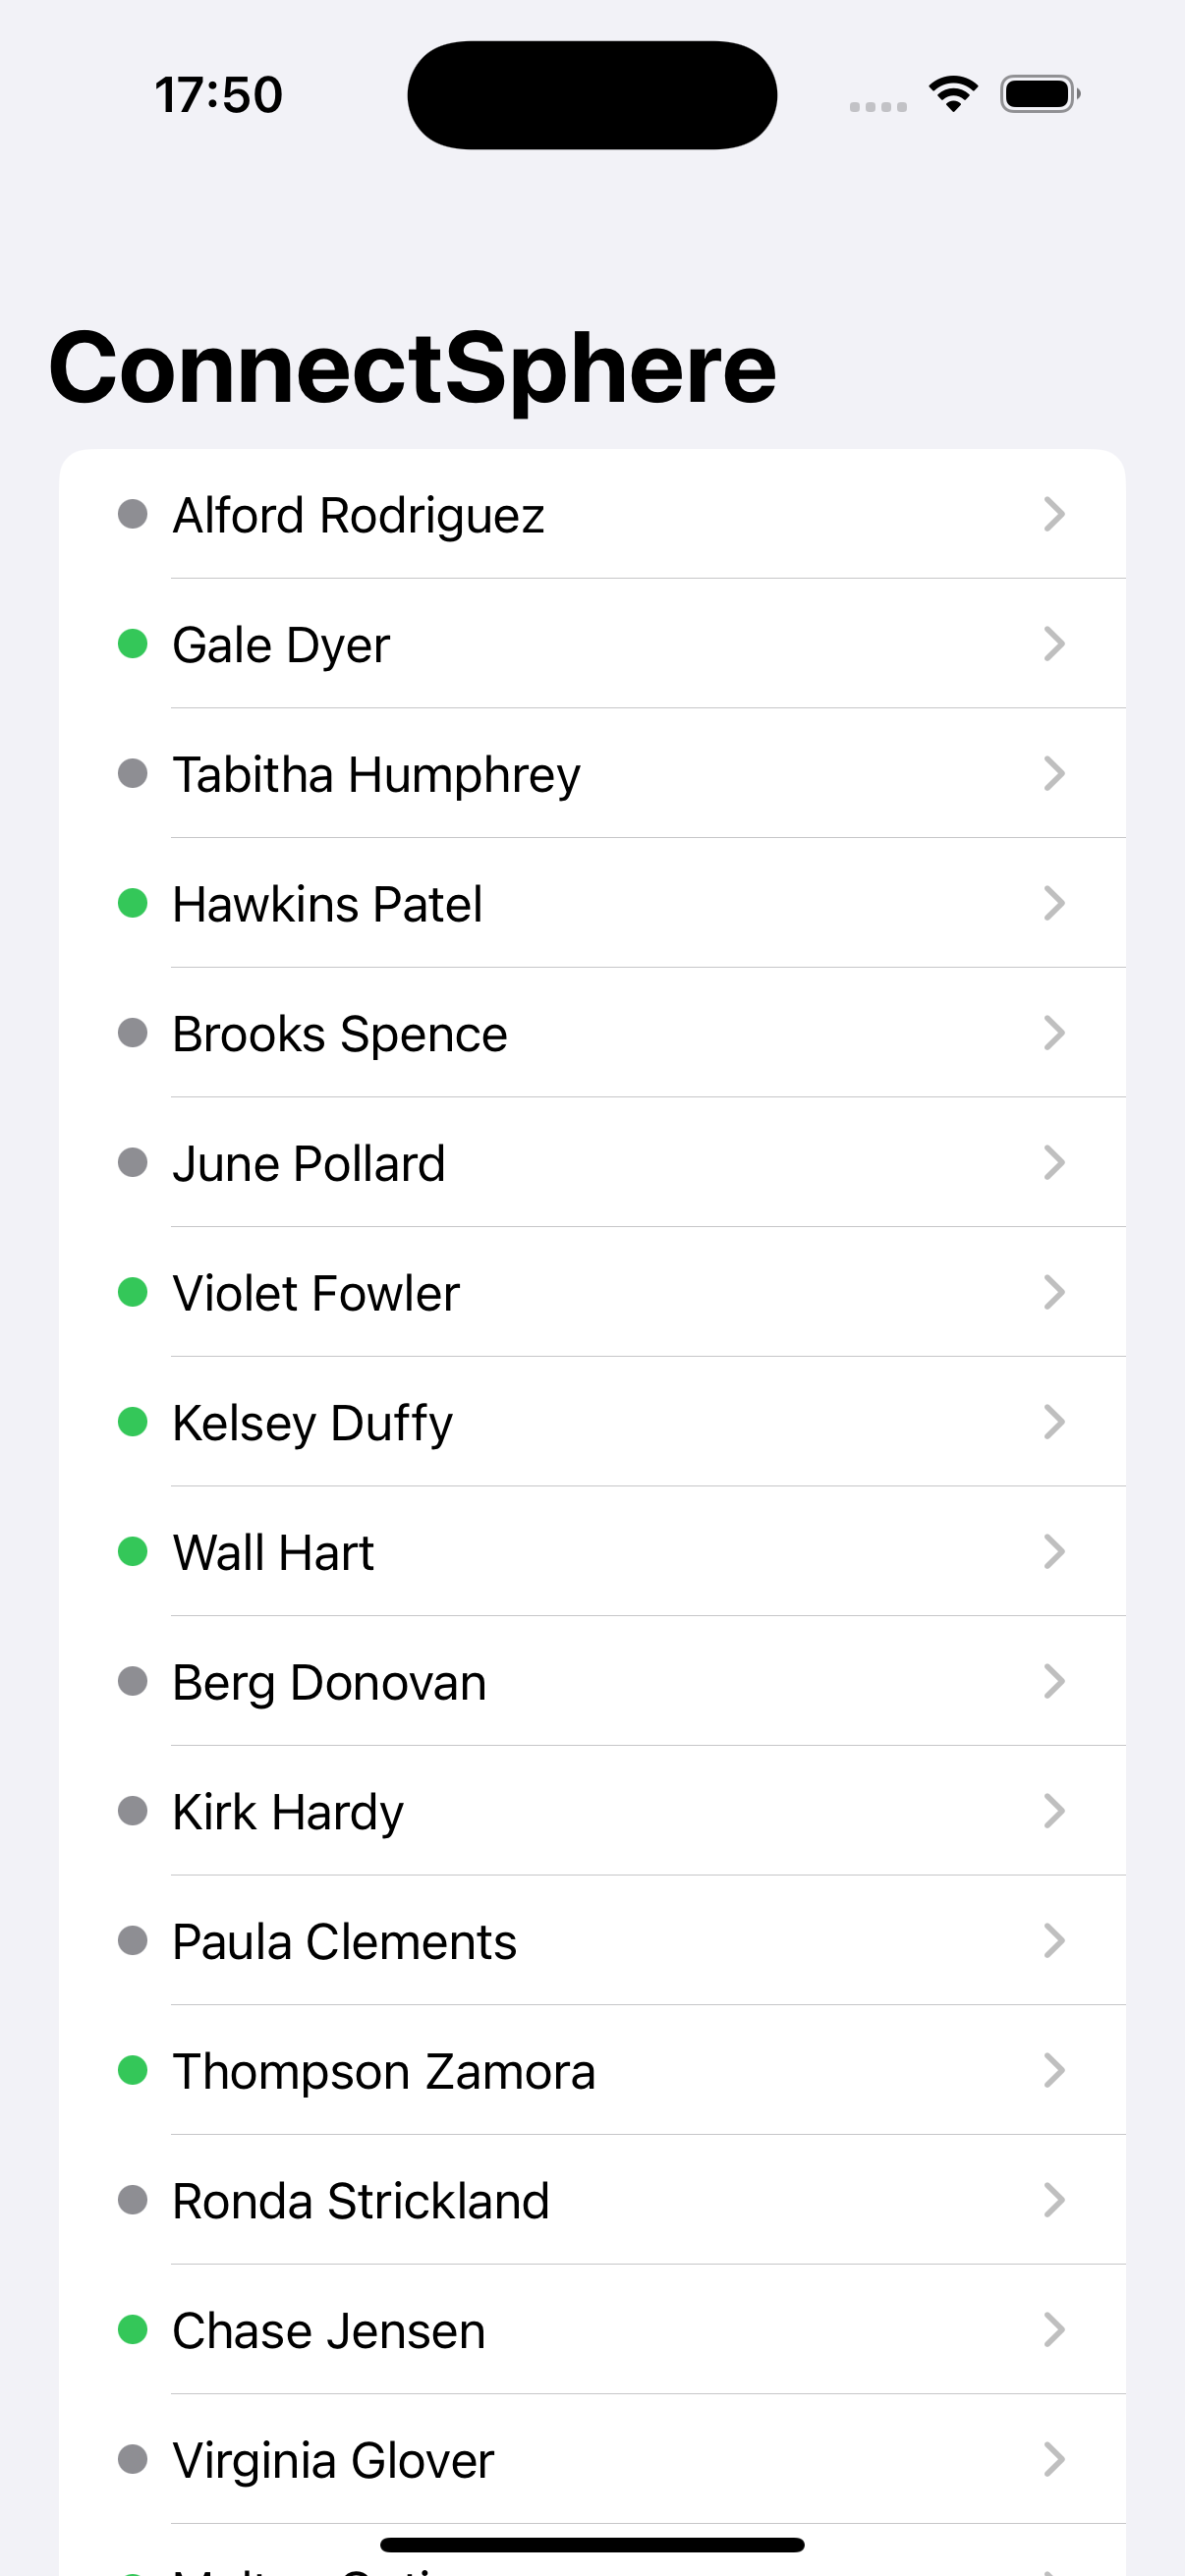 17:50
ConnectSphere
Alford Rodriguez
Gale Dyer
Tabitha Humphrey
Hawkins Patel
Brooks Spence
June Pollard
Violet Fowler
Kelsey Duffy
Wall Hart
Berg Donovan
Kirk Hardy
Paula Clements
Thompson Zamora
Ronda Strickland
Chase Jensen
Virginia Glover